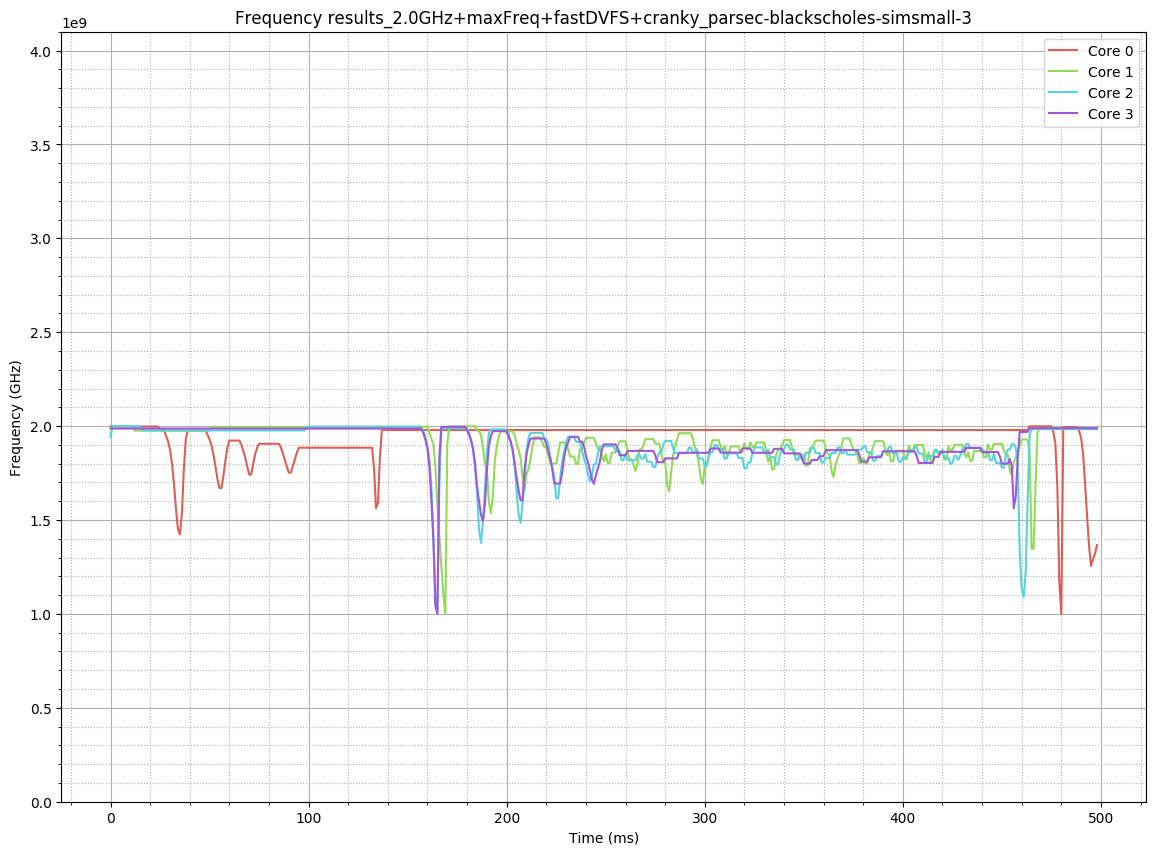 Frequency results_2.0GHz+maxFreq+fastDVFS+cranky_parsec-blackscholes-simsmall-3
1e9
Core 0
Core 1
Core 2
Core 3
4.0
3.5
3.0
2.5
2.0
1.5
1.0
0.5
0.0
Frequency (GHz)
0 100 200 300 400 500
Time (ms)